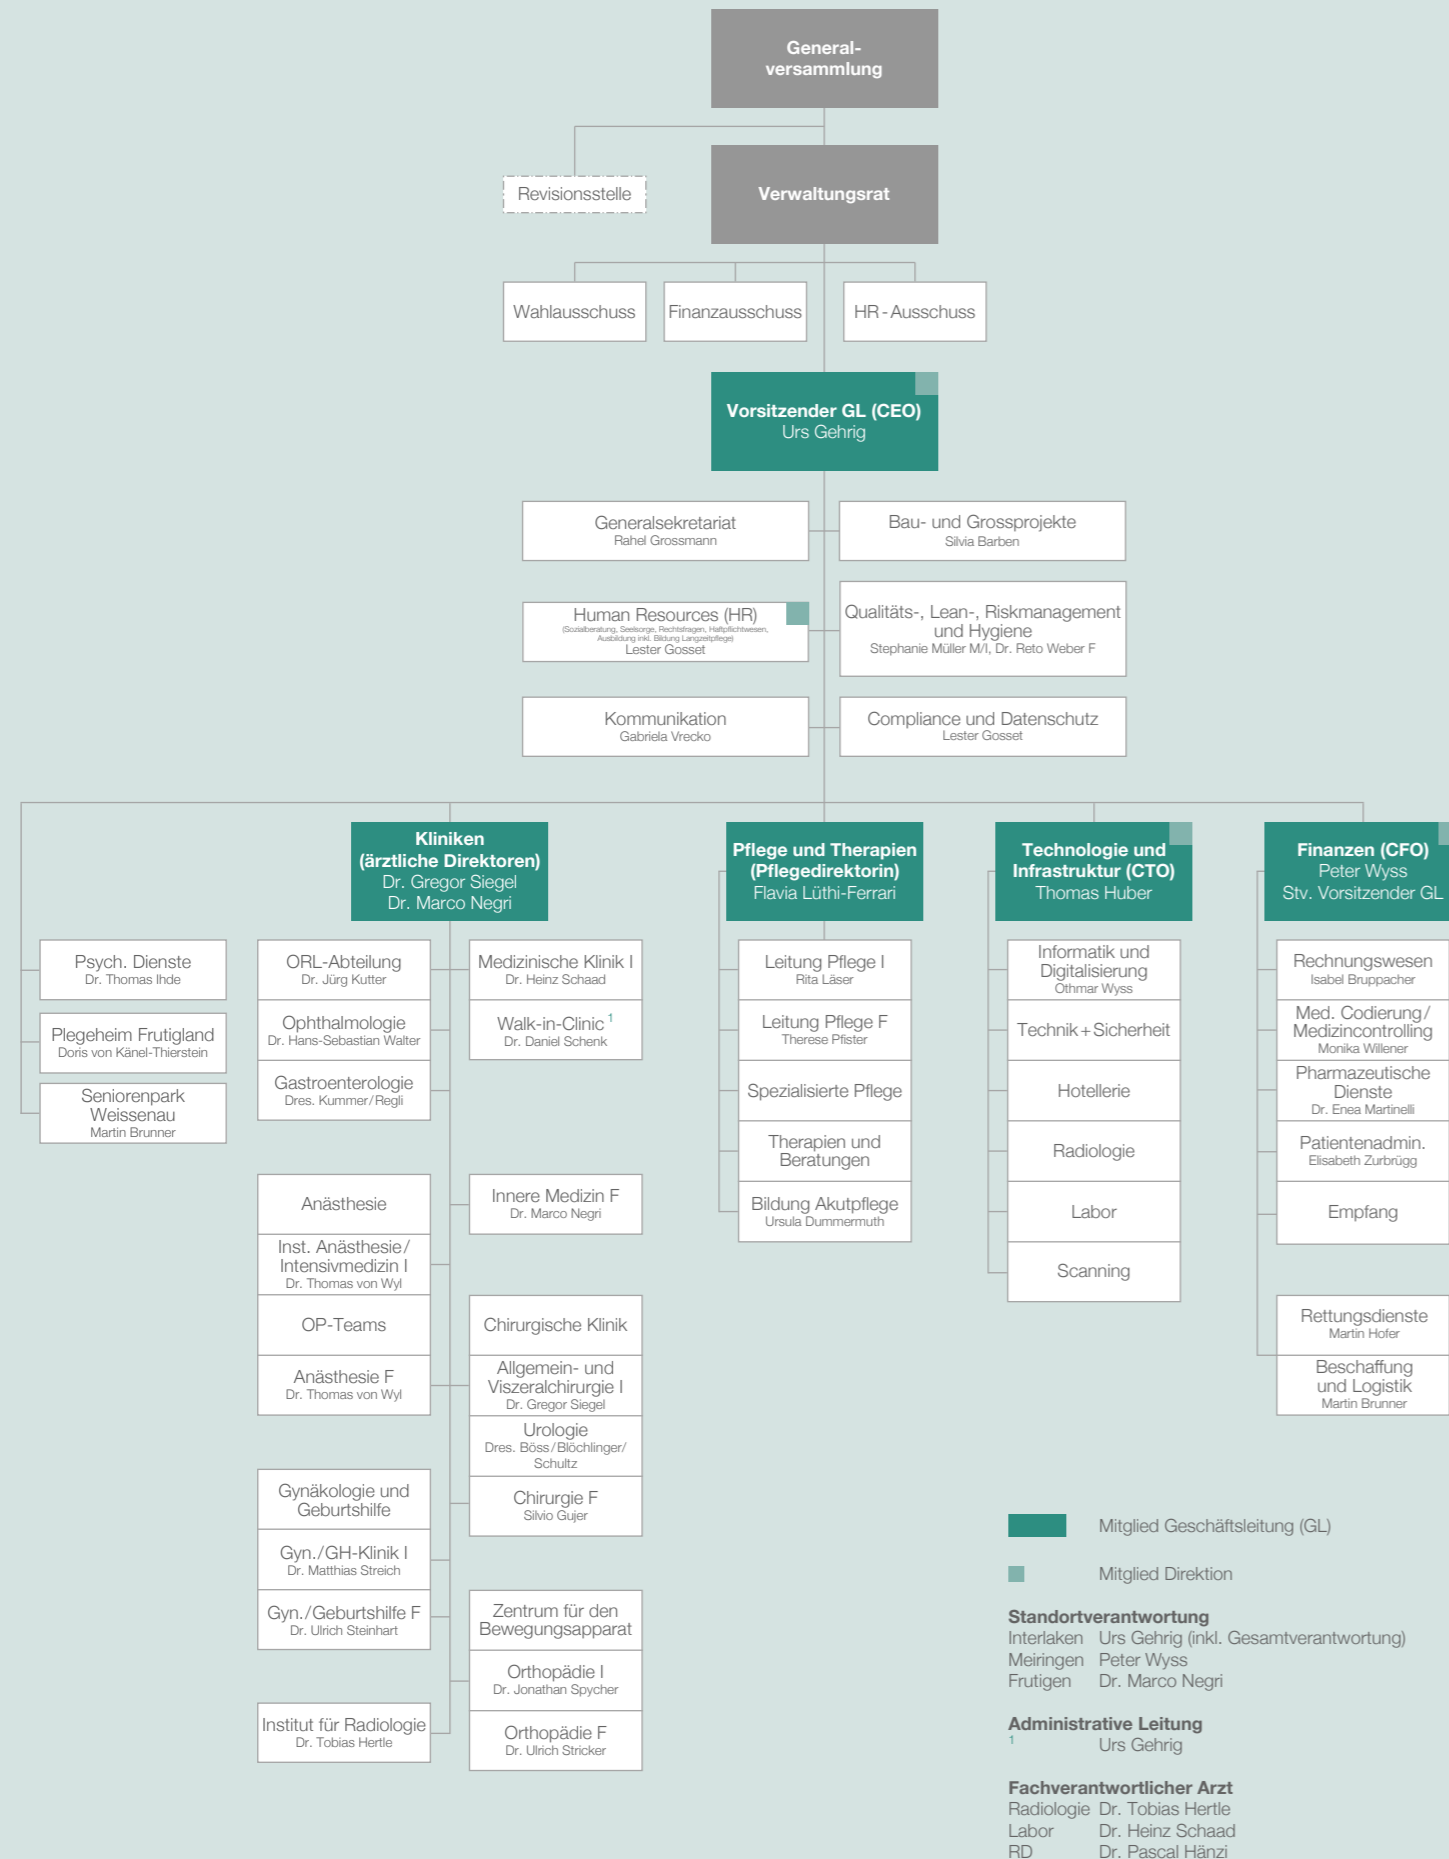 General-
versammlung
Revisionsstelle
Verwaltungsrat
Wahlausschuss
Finanzausschuss
HR - Ausschuss
Vorsitzender GL (CEO)
Urs Gehrig
Generalsekretariat
Rahel Grossmann
Bau- und Grossprojekte
Silvia Barben
Human Resources (HR)
(Sozialberatung, Seelsorge, Rechtsfragen, Haftpflichtwesen,
Ausbildung inkl. Bildung Langzeitpflege)
Lester Gosset
Qualitäts-, Lean-, Riskmanagement
und Hygiene
Stephanie Müller M/I, Dr. Reto Weber F
Kommunikation
Gabriela Vrecko
Compliance und Datenschutz
Lester Gosset
Kliniken
(ärztliche Direktoren)
Dr. Gregor Siegel
Dr. Marco Negri
Pflege und Therapien
(Pflegedirektorin)
Flavia Lüthi-Ferrari
Technologie und
Infrastruktur (CTO)
Thomas Huber
Finanzen (CFO)
Peter Wyss
Stv. Vorsitzender GL
Psych. Dienste
Dr. Thomas Ihde
Plegeheim Frutigland
Doris von Känel-Thierstein
Seniorenpark
Weissenau
Martin Brunner
ORL-Abteilung
Dr. Jürg Kutter
Ophthalmologie
Dr. Hans-Sebastian Walter
Gastroenterologie
Dres. Kummer/Regli
Anästhesie
Inst. Anästhesie/
Intensivmedizin I
Dr. Thomas von Wyl
OP-Teams
Anästhesie F
Dr. Thomas von Wyl
Gynäkologie und
Geburtshilfe
Gyn./GH-Klinik I
Dr. Matthias Streich
Gyn./Geburtshilfe F
Dr. Ulrich Steinhart
Institut für Radiologie
Dr. Tobias Hertle
Medizinische Klinik I
Dr. Heinz Schaad
Walk-in-Clinic 1
Dr. Daniel Schenk
Innere Medizin F
Dr. Marco Negri
Chirurgische Klinik
Allgemein- und
Viszeralchirurgie I
Dr. Gregor Siegel
Urologie
Dres. Böss/Blöchlinger/
Schultz
Chirurgie F
Silvio Gujer
Zentrum für den
Bewegungsapparat
Orthopädie I
Dr. Jonathan Spycher
Orthopädie F
Dr. Ulrich Stricker
Leitung Pflege I
Rita Läser
Leitung Pflege F
Therese Pfister
Spezialisierte Pflege
Therapien und
Beratungen
Bildung Akutpflege
Ursula Dummermuth
Informatik und
Digitalisierung
Othmar Wyss
Technik + Sicherheit
Hotellerie
Radiologie
Labor
Scanning
Rechnungswesen
Isabel Bruppacher
Med. Codierung/
Medizincontrolling
Monika Willener
Pharmazeutische
Dienste
Dr. Enea Martinelli
Patientenadmin.
Elisabeth Zurbrügg
Empfang
Rettungsdienste
Martin Hofer
Beschaffung
und Logistik
Martin Brunner
Mitglied Geschäftsleitung (GL)
Mitglied Direktion
Standortverantwortung
Interlaken Urs Gehrig (inkl. Gesamtverantwortung)
Meiringen Peter Wyss
Frutigen Dr. Marco Negri
Administrative Leitung
1 Urs Gehrig
Fachverantwortlicher Arzt
Radiologie Dr. Tobias Hertle
Labor Dr. Heinz Schaad
RD Dr. Pascal Hänzi